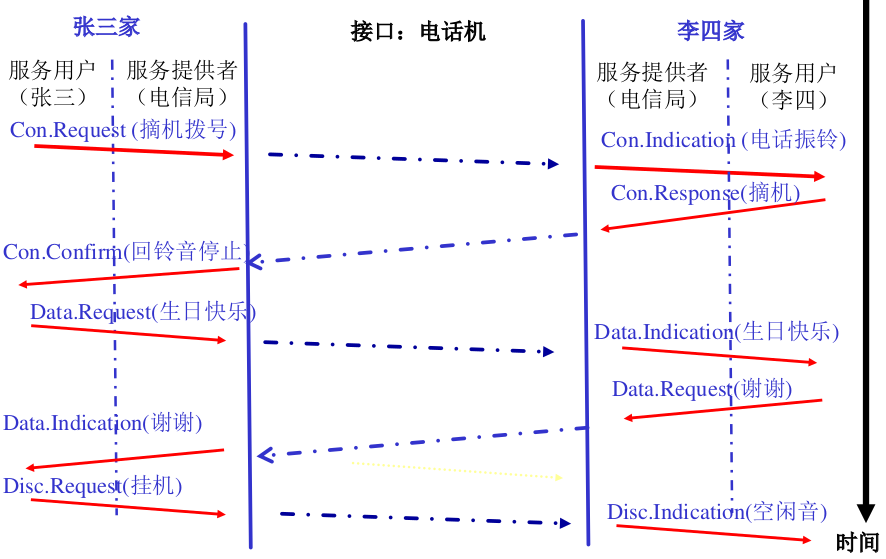 张三家
接口：电话机
李四家
服务用户
（张三）
服务提供者
（电信局）
服务提供者
（电信局）
服务用户
（李四）
Con.Request (摘机拨号)
Con.Indication (电话振铃)
Con.Response(摘机)
Con.Confirm(回铃音停止)
Data.Request(生日快乐)
Data.Indication(生日快乐)
Data.Request(谢谢)
Data.Indication(谢谢)
Disc.Request(挂机)
Disc.Indication(空闲音)
时间